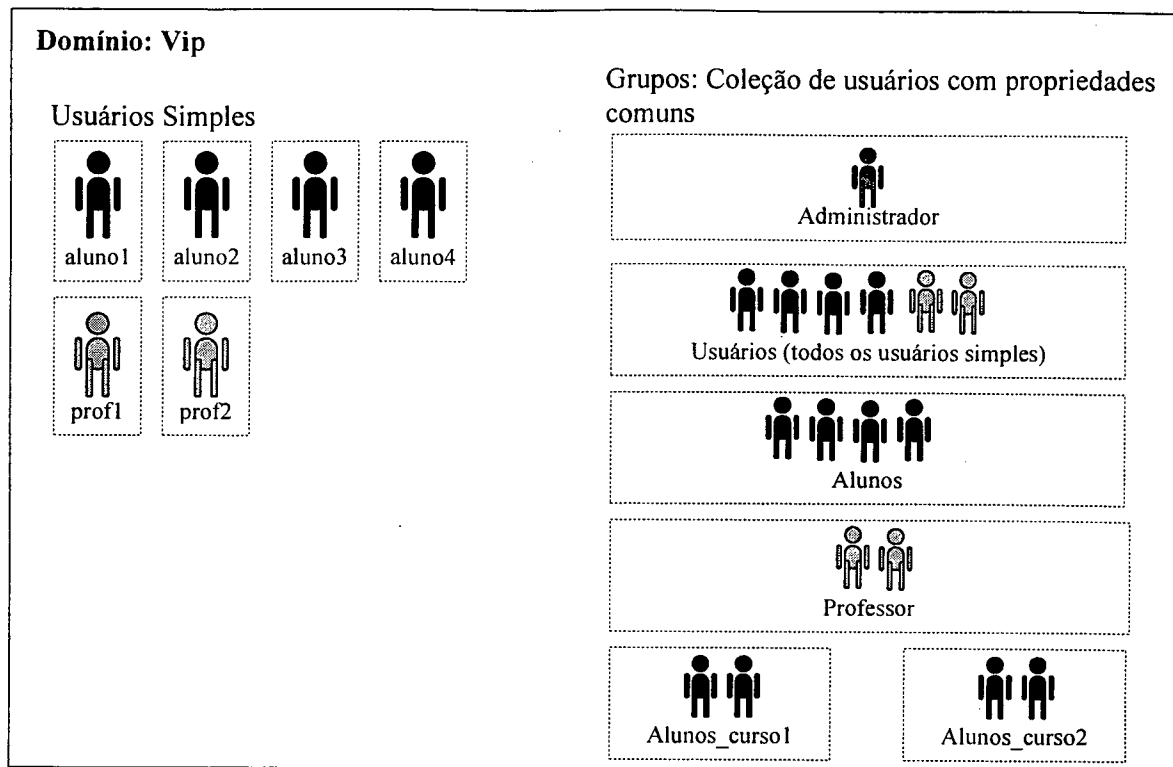 Domínio: Vip
Usuários Simples
aluno1
aluno2
aluno3
aluno4
prof1
prof2
Grupos: Coleção de usuários com propriedades
comuns
Administrador
Usuários (todos os usuários simples)
Alunos
Professor
Alunos_curso1
Alunos_curso2